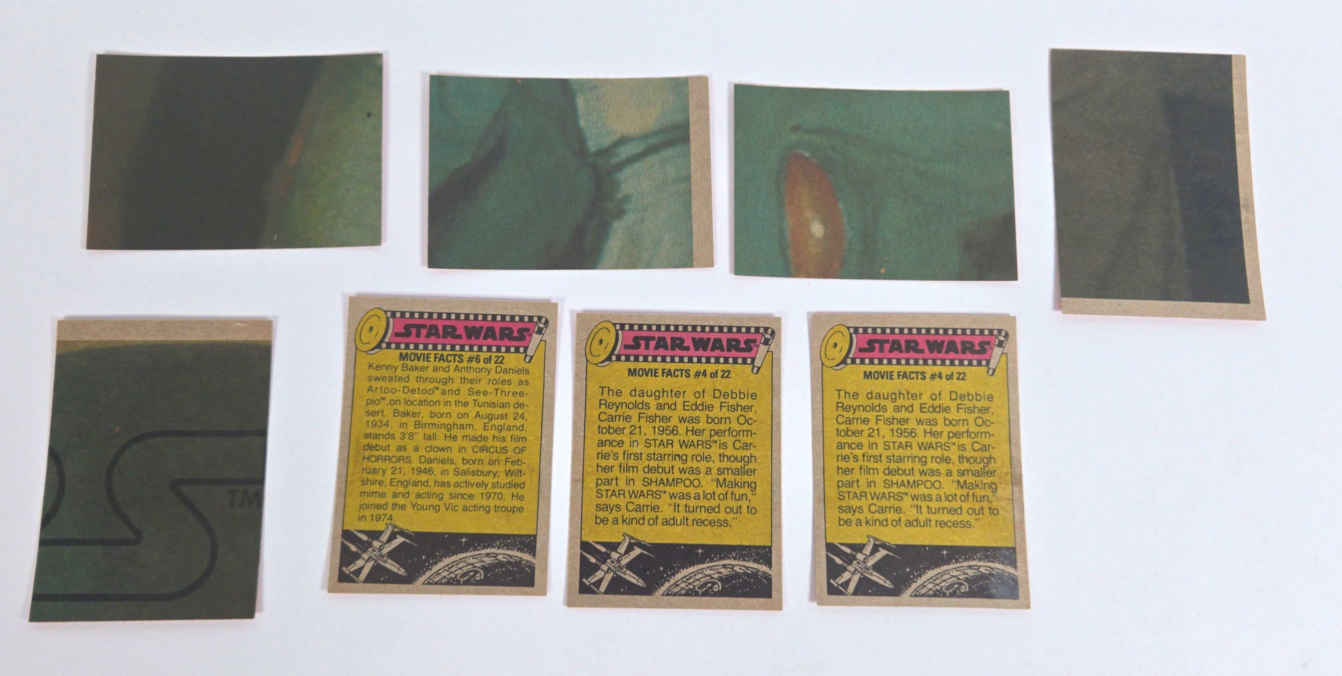 S
TM
STAR WARS
MOVIE FACTS #6 of 22
Kenny Baker and Anthony Daniels
sweated through their roles as
Artoo-Detoo™ and See-Three-
pio™, on location in the Tunisian de-
sert. Baker, born on August 24,
1934, in Birmingham, England,
stands 3'8" tall. He made his film
debut as a clown in CIRCUS OF
HORRORS. Daniels, born on Feb-
ruary 21, 1946, in Salisbury, Wilt-
shire, England, has actively studied
mime and acting since 1970. He
joined the Young Vic acting troupe
in 1974.
STAR WARS
MOVIE FACTS #4 of 22
The daughter of Debbie
Reynolds and Eddie Fisher,
Carrie Fisher was born Oc-
tober 21, 1956. Her perform-
ance in STAR WARS™ is Car-
rie's first starring role, though
her film debut was a smaller
part in SHAMPOO. "Making
STAR WARS™ was a lot of fun,"
says Carrie. "It turned out to
be a kind of adult recess."
STAR WARS
MOVIE FACTS #4 of 22
The daughter of Debbie
Reynolds and Eddie Fisher,
Carrie Fisher was born Oc-
tober 21, 1956. Her perform-
ance in STAR WARS™ is Car-
rie's first starring role, though
her film debut was a smaller
part in SHAMPOO. "Making
STAR WARS™ was a lot of fun,"
says Carrie. "It turned out to
be a kind of adult recess."